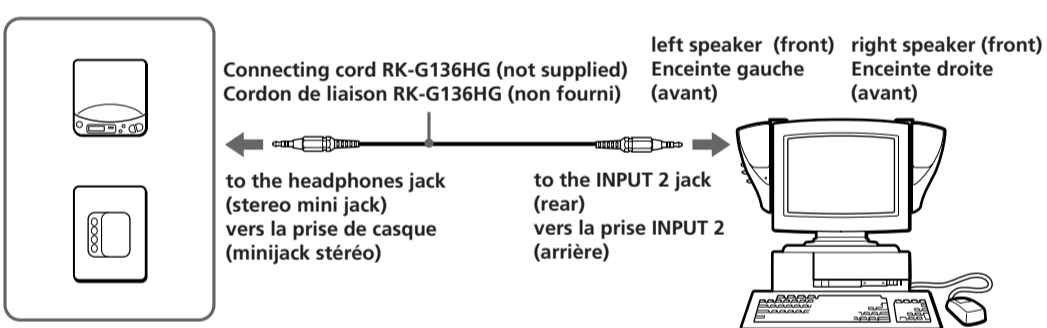 Connecting cord RK-G136HG (not supplied)
Cordon de liaison RK-G136HG (non fourni)
left speaker (front)
Enceinte gauche
(avant)
right speaker (front)
Enceinte droite
(avant)
to the headphones jack
(stereo mini jack)
vers la prise de casque
(minijack stéréo)
to the INPUT 2 jack
(rear)
vers la prise INPUT 2
(arrière)